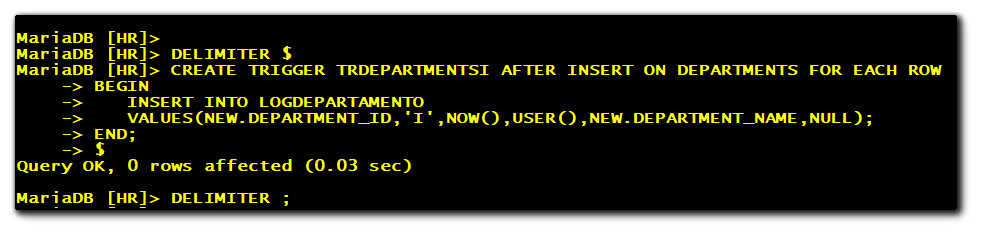 MariaDB [HR]>
MariaDB [HR]> DELIMITER $
MariaDB [HR]> CREATE TRIGGER TRDEPARTMENTSI AFTER INSERT ON DEPARTMENTS FOR EACH ROW
    -> BEGIN
    ->    INSERT INTO LOGDEPARTAMENTO
    ->    VALUES(NEW.DEPARTMENT_ID,'I',NOW(),USER(),NEW.DEPARTMENT_NAME,NULL);
    -> END;
    -> $
Query OK, 0 rows affected (0.03 sec)
MariaDB [HR]> DELIMITER ;